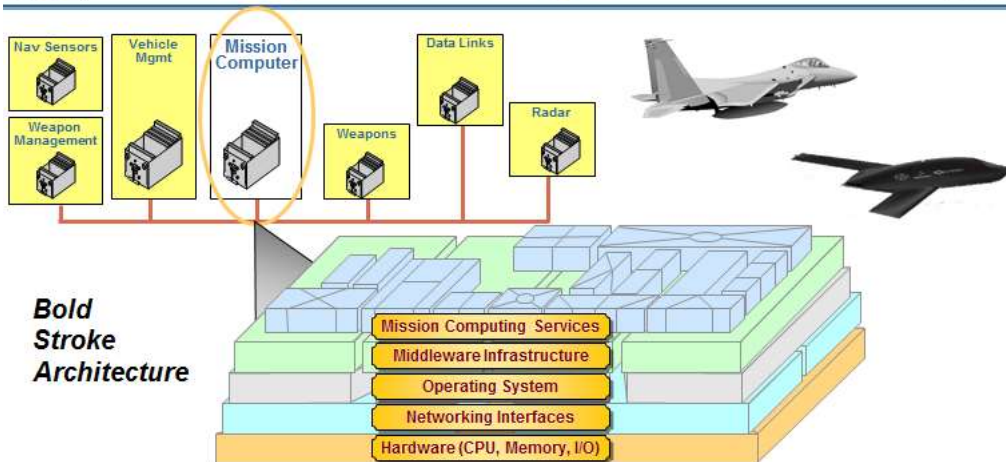 Nav Sensors
Vehicle
Mgmt
Mission
Computer
Data Links
Weapon
Management
Weapons
Radar
Bold
Stroke
Architecture
Mission Computing Services
Middleware Infrastructure
Operating System
Networking Interfaces
Hardware (CPU, Memory, I/O)